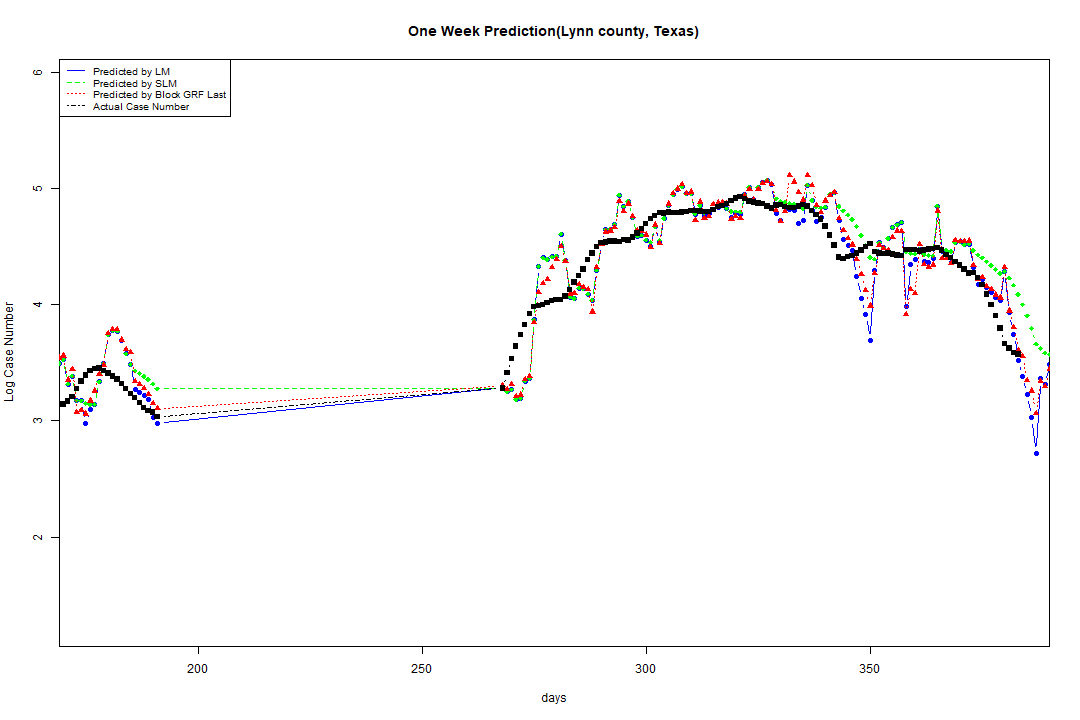 One Week Prediction(Lynn county, Texas)
Predicted by LM
Predicted by SLM
Predicted by Block GRF Last
Actual Case Number
6
5
4
3
2
Log Case Number
200
250
300
350
days